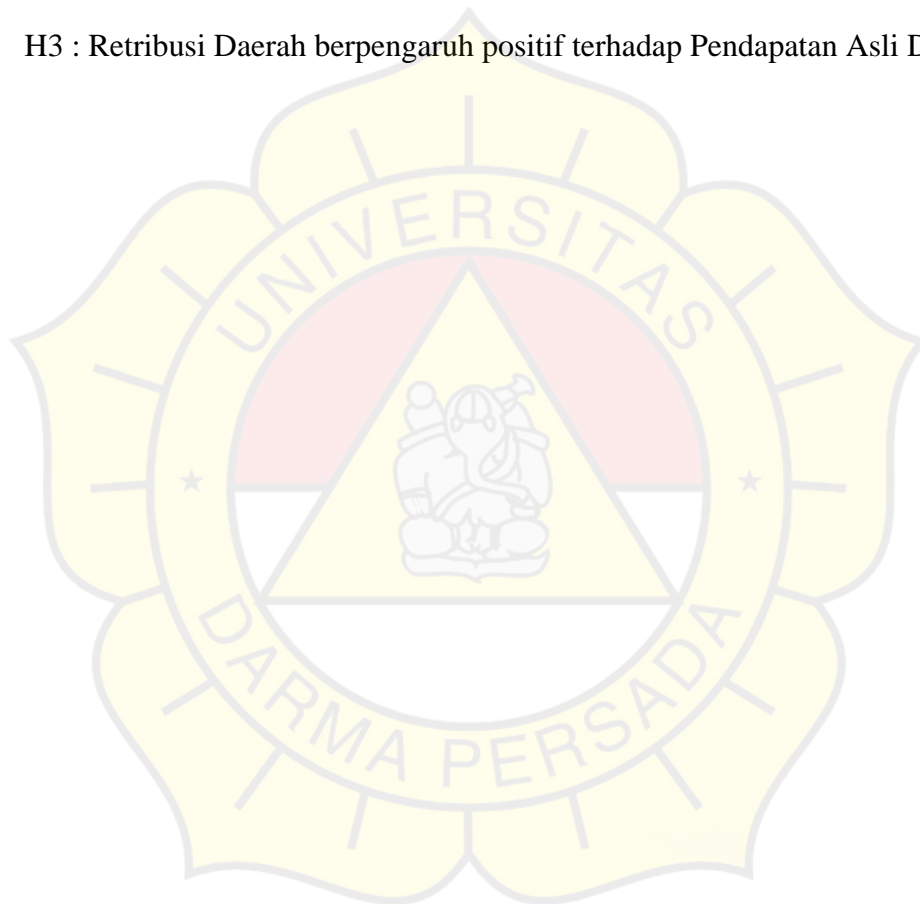 H3 : Retribusi Daerah berpengaruh positif terhadap Pendapatan Asli
UNIVERSITAS
DARMA PERSADA